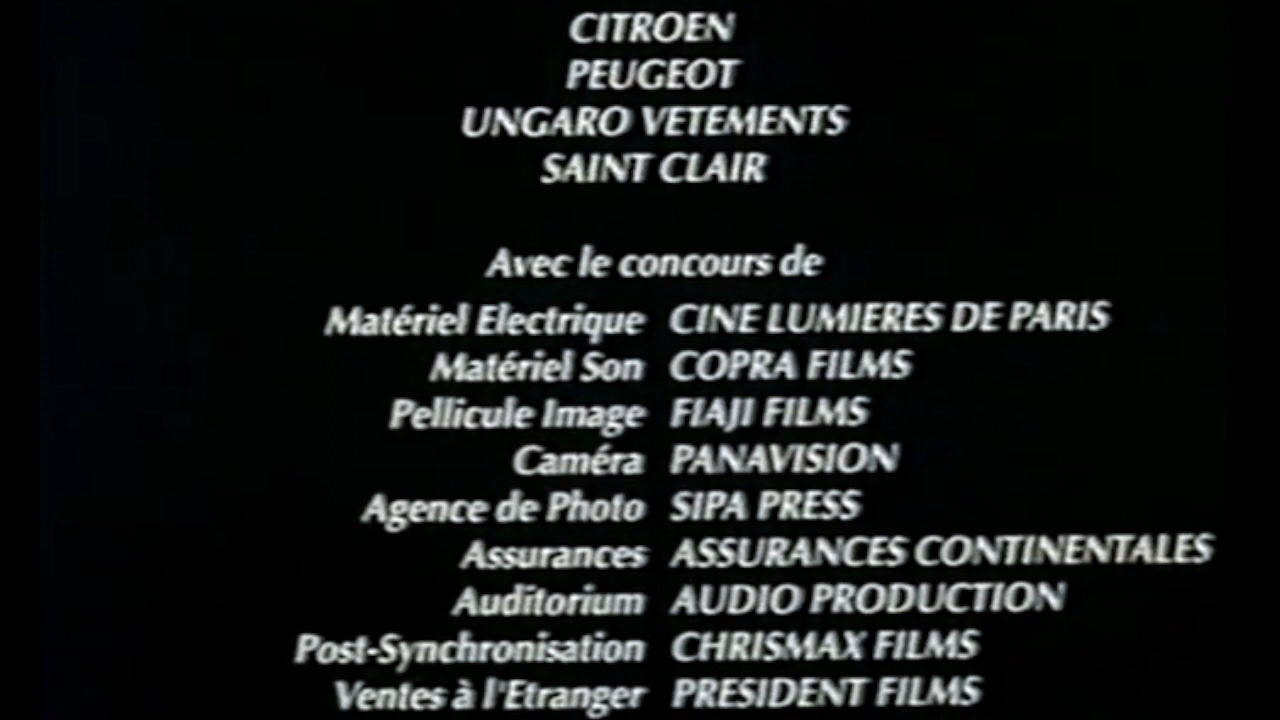 CITROEN
PEUGEOT
UNGARO VETEMENTS
SAINT CLAIR
Avec le concours de
Matériel Electrique CINE LUMIERES DE PARIS
Matériel Son COPRA FILMS
Pellicule Image FIAJI FILMS
Caméra PANAVISION
Agence de Photo SIPA PRESS
Assurances ASSURANCES CONTINENTALES
Auditorium AUDIO PRODUCTION
Post-Synchronisation CHRISMAX FILMS
Ventes à l'Etranger PRESIDENT FILMS